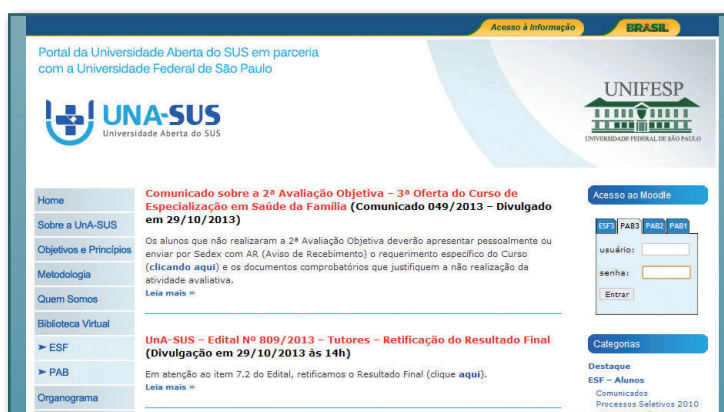 Acesso à Informação
BRASIL
Portal da Universidade Aberta do SUS em parceria
com a Universidade Federal de São Paulo
UNA-SUS
Universidade Aberta do SUS
UNIFESP
UNIVERSIDADE FEDERAL DE SÃO PAULO
Home
Sobre a UnA-SUS
Objetivos e Princípios
Metodologia
Quem Somos
Biblioteca Virtual
➤ ESF
➤ PAB
Organograma
Comunicado sobre a 2ª Avaliação Objetiva – 3ª Oferta do Curso de
Especialização em Saúde da Família (Comunicado 049/2013 – Divulgado
em 29/10/2013)
Os alunos que não realizaram a 2ª Avaliação Objetiva deverão apresentar pessoalmente ou
enviar por Sedex com AR (Aviso de Recebimento) o requerimento específico do Curso
(clicando aqui) e os documentos comprobatórios que justifiquem a não realização da
atividade avaliativa.
Leia mais »
UnA-SUS – Edital Nº 809/2013 – Tutores – Retificação do Resultado Final
(Divulgação em 29/10/2013 às 14h)
Em atenção ao item 7.2 do Edital, retificamos o Resultado Final (clique aqui).
Leia mais »
Acesso ao Moodle
ESF3 PAB3 PAB2 PAB1
usuário:
senha:
Entrar
Categorias
Destaque
ESF – Alunos
Comunicados
Processos Seletivos 2010